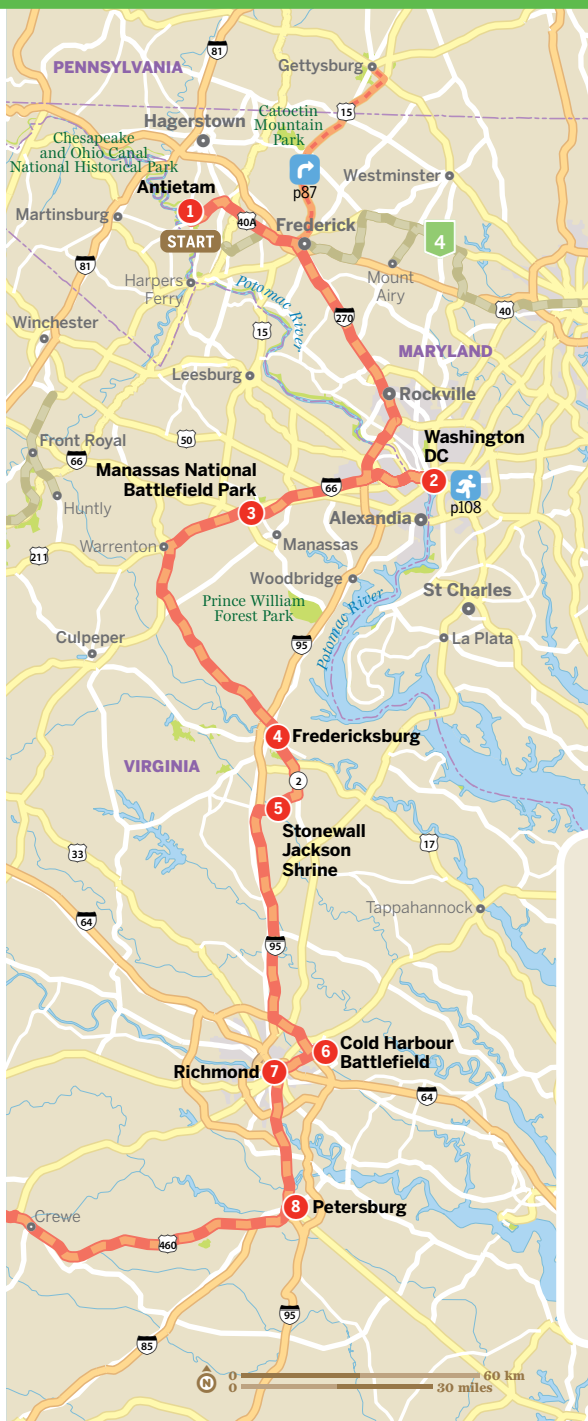 81
PENNSYLVANIA
Gettysburg
15
Catoctin
Mountain
Park
Hagerstown
Chesapeake
and Ohio Canal
National Historical Park
p87
Westminster
Antietam
1
Martinsburg
40A
START
Frederick
4
81
Mount
Airy
Harpers
Ferry
Potomac River
40
Winchester
15
270
MARYLAND
Leesburg
Rockville
Front Royal
50
Washington
DC
66
Manassas National
Battlefield Park
2
66
p108
Huntly
3
Alexandia
Manassas
Warrenton
211
Woodbridge
Prince William
Forest Park
Potomac River
St Charles
La Plata
95
Culpeper
4
Fredericksburg
VIRGINIA
2
5
Stonewall
Jackson
Shrine
33
17
Tappahannock
64
95
6
Cold Harbour
Battlefield
Richmond
7
64
8
Petersburg
Crewe
460
95
85
N
0
60 km
0
30 miles